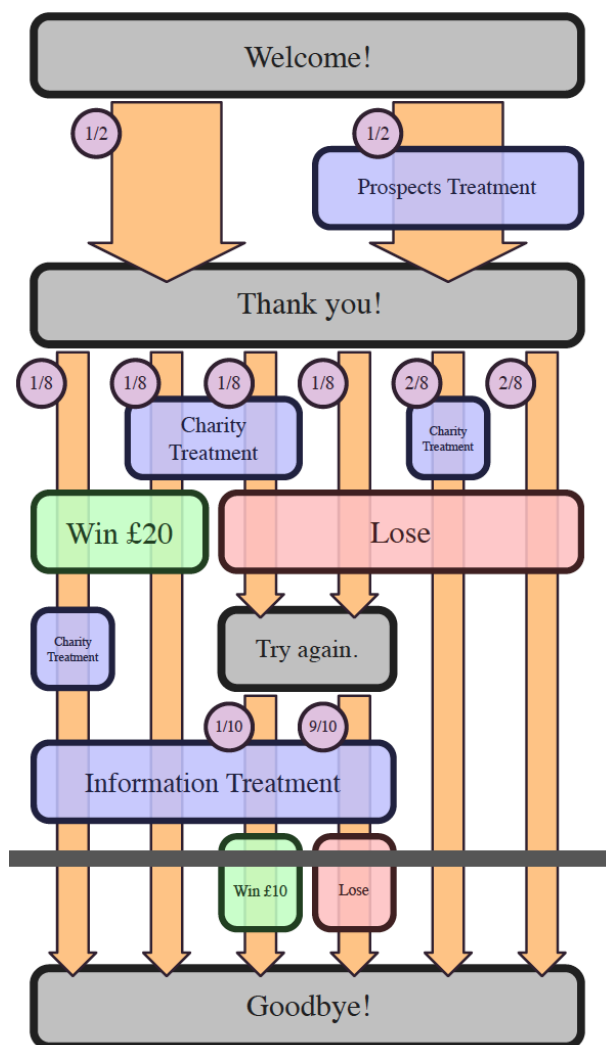 Welcome!
1/2
1/2
Prospects Treatment
Thank you!
1/8
1/8
1/8
1/8
2/8
2/8
Charity
Treatment
Charity
Treatment
Win £20
Lose
Charity
Treatment
Try again.
1/10
9/10
Information Treatment
Win £10
Lose
Goodbye!